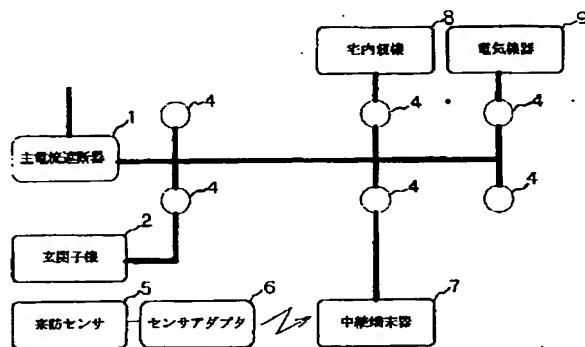 8
9
宅内親機
電気機器
4
4
4
1
主電流遮断器
4
4
4
2
玄関子機
5
6
7
来訪センサ
センサアダプタ
中継端末器